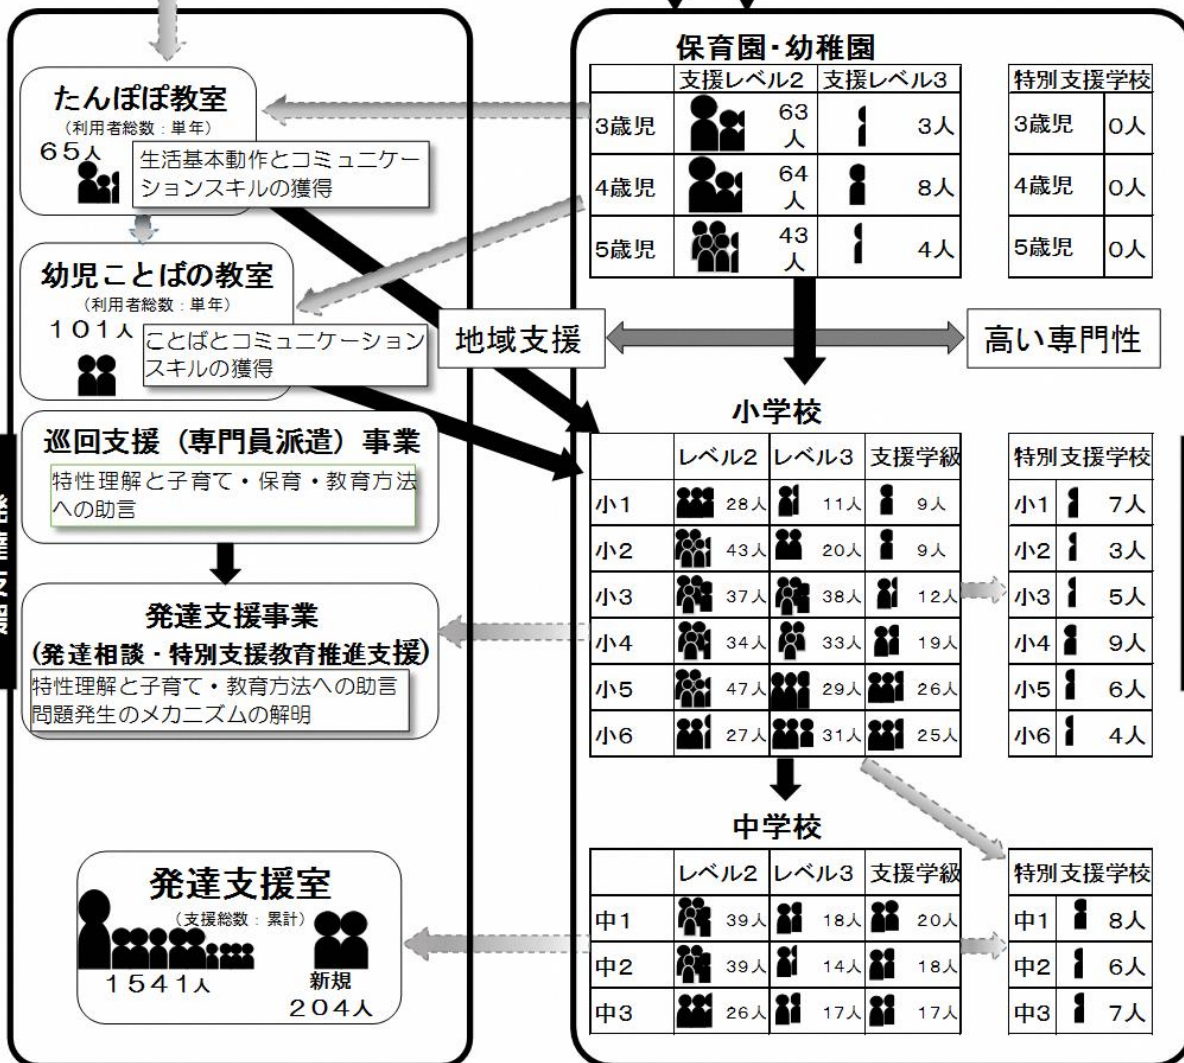 たんぽぽ教室
(利用者総数:単年)
65人
生活基本動作とコミュニケー
ションスキルの獲得
幼児ことばの教室
(利用者総数:単年)
101人
ことばとコミュニケーション
スキルの獲得
巡回支援(専門員派遣)事業
特性理解と子育て・保育・教育方法
への助言
発達支援事業
(発達相談・特別支援教育推進支援)
特性理解と子育て・教育方法への助言
問題発生のメカニズムの解明
発達支援室
(支援総数:累計)
1541人
新規
204人
地域支援
高い専門性
保育園・幼稚園
支援レベル2 支援レベル3
3歳児 63人 3人
4歳児 64人 8人
5歳児 43人 4人
特別支援学校
3歳児 0人
4歳児 0人
5歳児 0人
小学校
レベル2 レベル3 支援学級
小1 28人 11人 9人
小2 43人 20人 9人
小3 37人 38人 12人
小4 34人 33人 19人
小5 47人 29人 26人
小6 27人 31人 25人
特別支援学校
小1 7人
小2 3人
小3 5人
小4 9人
小5 6人
小6 4人
中学校
レベル2 レベル3 支援学級
中1 39人 18人 20人
中2 39人 14人 18人
中3 26人 17人 17人
特別支援学校
中1 8人
中2 6人
中3 7人